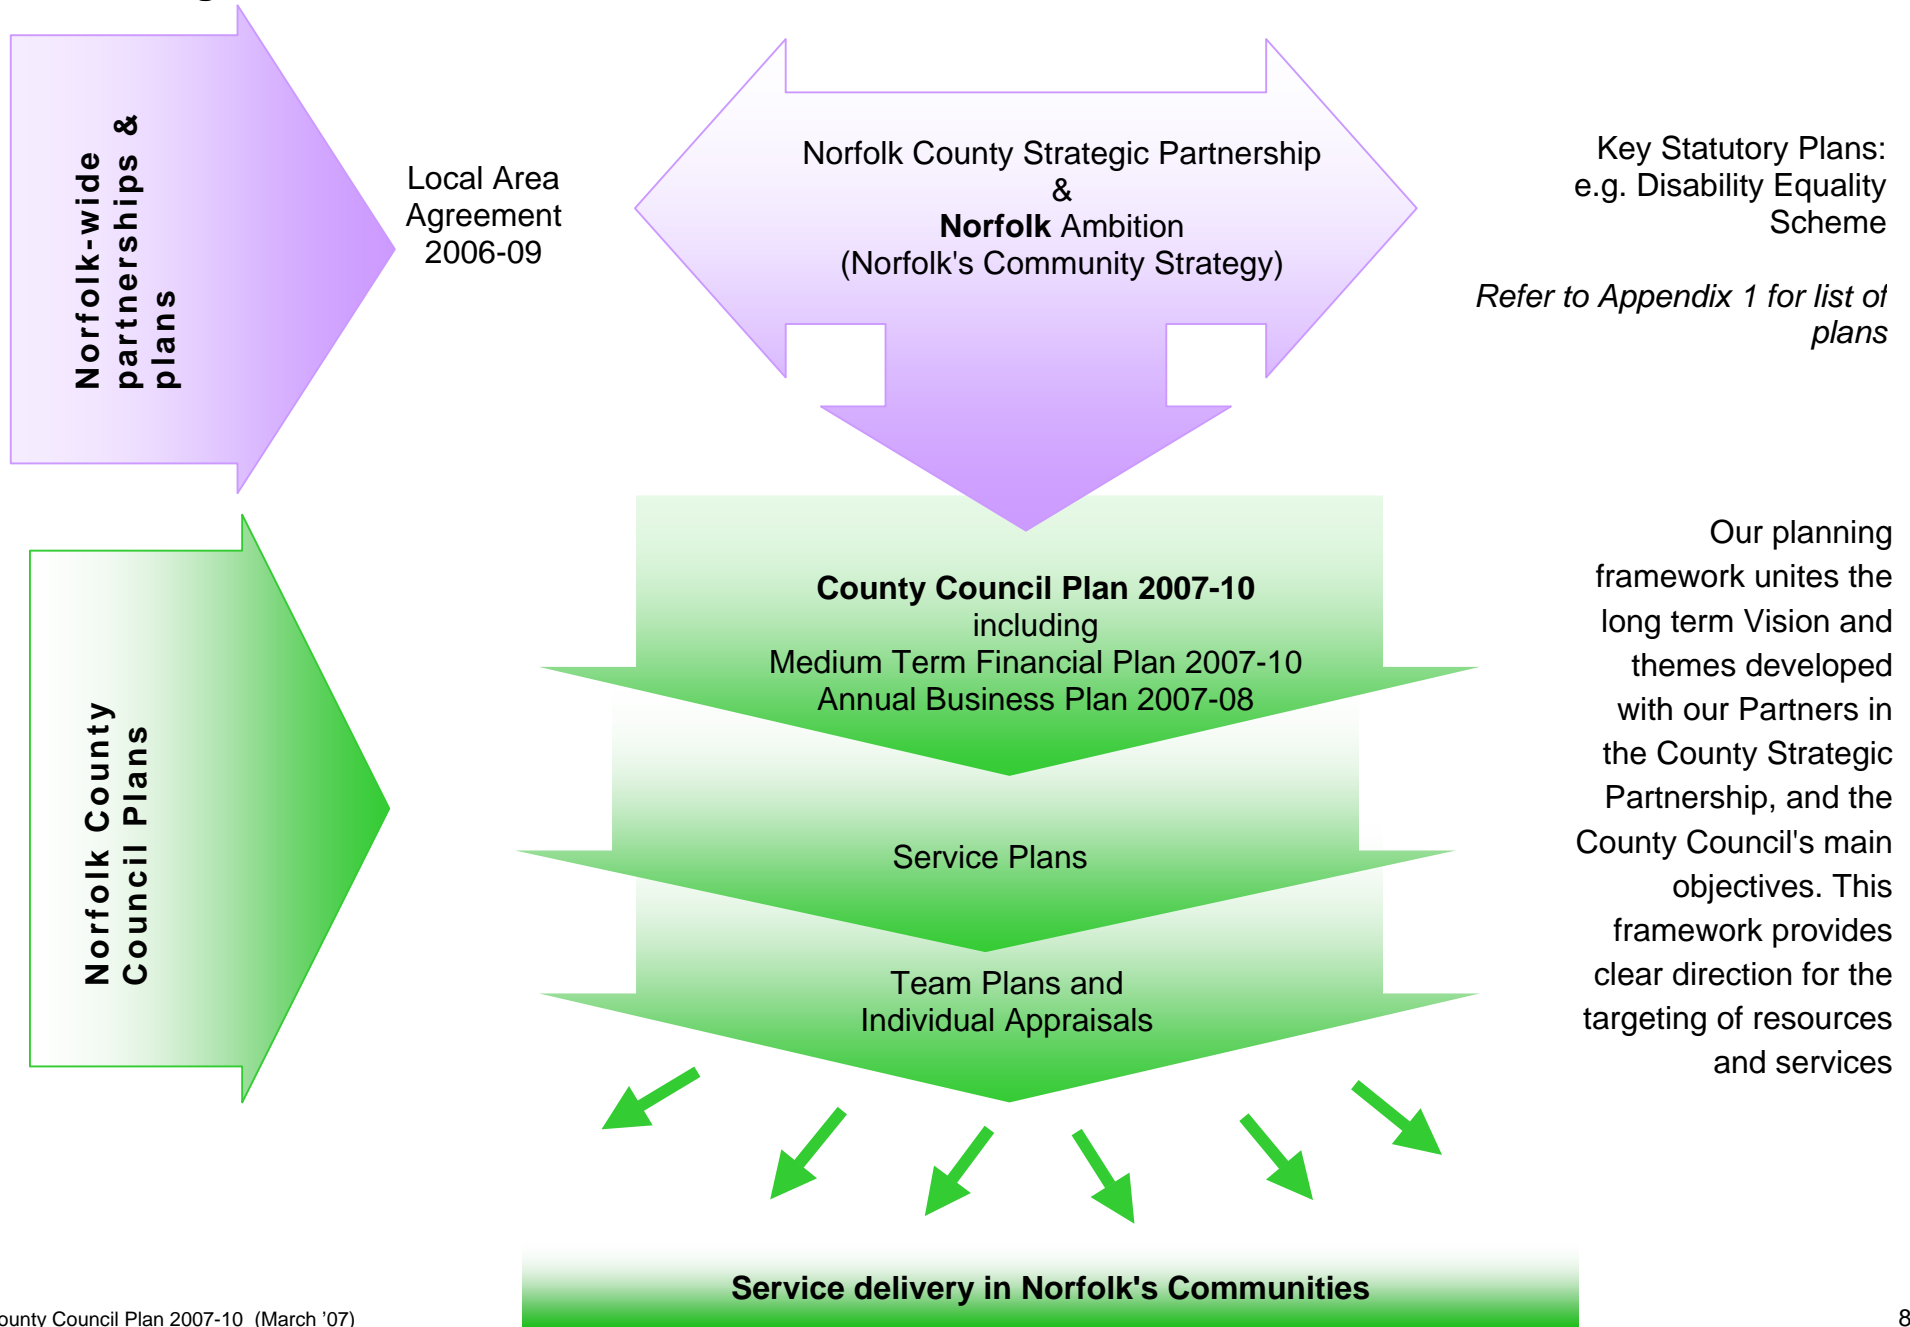 Norfolk-wide
partnerships &
plans
Local Area
Agreement
2006-09
Norfolk County Strategic Partnership
&
Norfolk Ambition
(Norfolk's Community Strategy)
Key Statutory Plans:
e.g. Disability Equality
Scheme
Refer to Appendix 1 for list of
plans
Norfolk County
Council Plans
County Council Plan 2007-10
including
Medium Term Financial Plan 2007-10
Annual Business Plan 2007-08
Service Plans
Team Plans and
Individual Appraisals
Our planning
framework unites the
long term Vision and
themes developed
with our Partners in
the County Strategic
Partnership, and the
County Council's main
objectives. This
framework provides
clear direction for the
targeting of resources
and services
Service delivery in Norfolk's Communities
ounty Council Plan 2007-10 (March ’07)
8